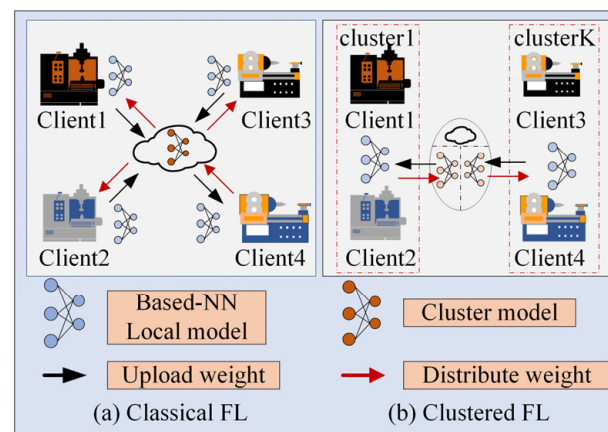 cluster1
clusterK
Client1
Client3
Client1
Client3
Client2
Client4
Client2
Client4
Based-NN
Local model
Cluster model
Upload weight
Distribute weight
(a) Classical FL
(b) Clustered FL